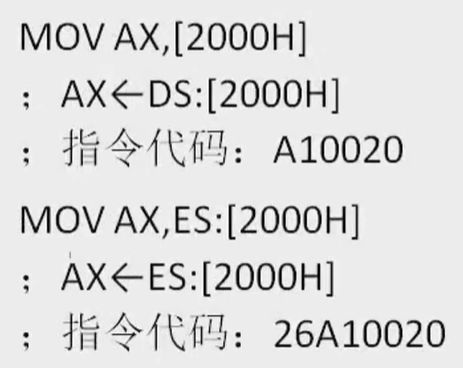 MOV AX,[2000H]
； AX←DS:[2000H]
； 指令代码： A10020
MOV AX,ES:[2000H]
； AX←ES:[2000H]
； 指令代码： 26A10020